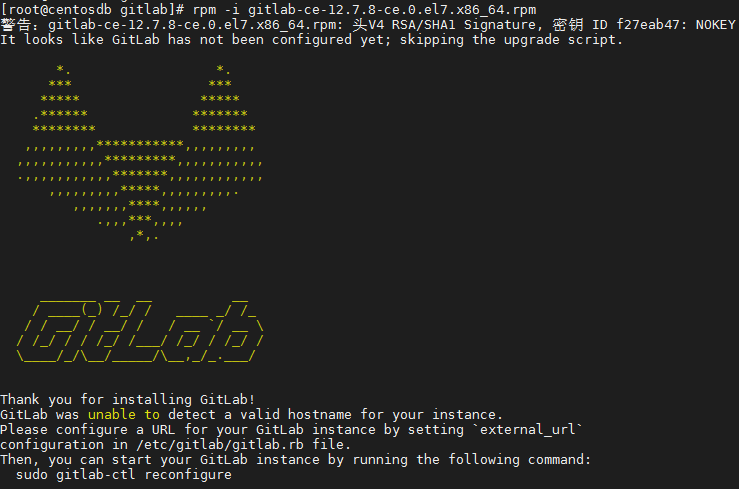 [root@centosdb gitlab]# rpm -i gitlab-ce-12.7.8-ce.0.el7.x86_64.rpm
警告：gitlab-ce-12.7.8-ce.0.el7.x86_64.rpm: 头V4 RSA/SHA1 Signature, 密钥 ID f27eab47: NOKEY
It looks like GitLab has not been configured yet; skipping the upgrade script.
GitLab
Thank you for installing GitLab!
GitLab was unable to detect a valid hostname for your instance.
Please configure a URL for your GitLab instance by setting `external_url`
configuration in /etc/gitlab/gitlab.rb file.
Then, you can start your GitLab instance by running the following command:
sudo gitlab-ctl reconfigure